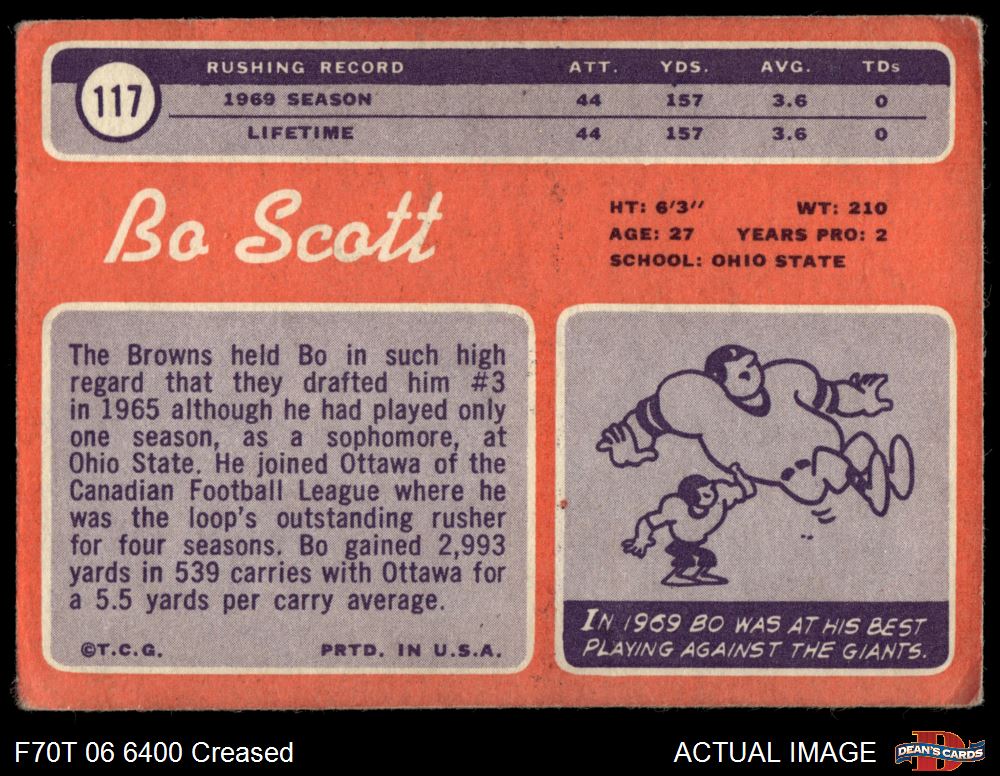 117
RUSHING RECORD ATT. YDS. AVG. TDs
1969 SEASON 44 157 3.6 0
LIFETIME 44 157 3.6 0
Bo Scott
HT: 6'3" WT: 210
AGE: 27 YEARS PRO: 2
SCHOOL: OHIO STATE
The Browns held Bo in such high
regard that they drafted him #3
in 1965 although he had played only
one season, as a sophomore, at
Ohio State. He joined Ottawa of the
Canadian Football League where he
was the loop's outstanding rusher
for four seasons. Bo gained 2,993
yards in 539 carries with Ottawa for
a 5.5 yards per carry average.
©T.C.G. PRTD. IN U.S.A.
IN 1969 BO WAS AT HIS BEST
PLAYING AGAINST THE GIANTS.
F70T 06 6400 Creased
ACTUAL IMAGE
D
DEAN'S CARDS